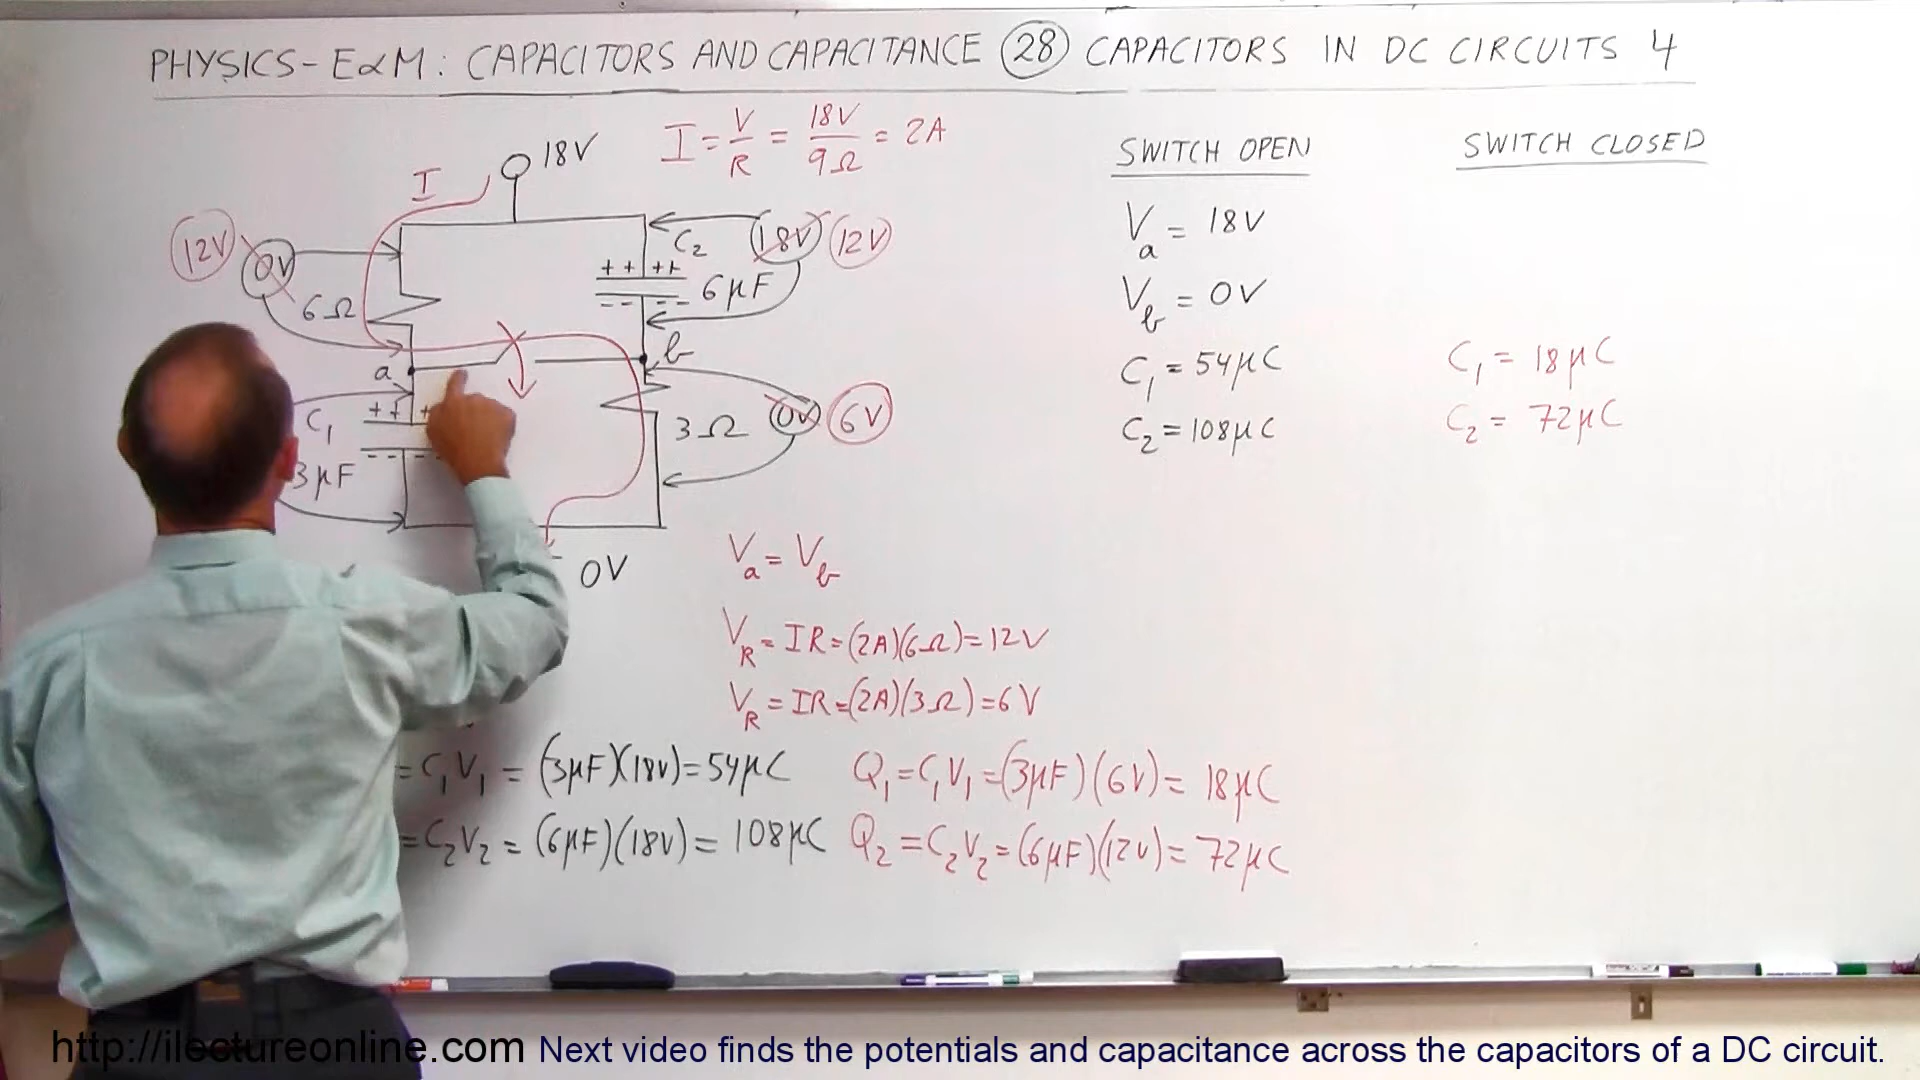 PHYSICS - E&M: CAPACITORS AND CAPACITANCE 28 CAPACITORS IN DC CIRCUITS 4
I = V/R = 18V/9Ω = 2A
SWITCH OPEN
SWITCH CLOSED
18V
I
12V
0V
C2
18V
12V
6Ω
6μF
++ ++
- - - -
b
a
C1
++ +
- - - -
3μF
3Ω
0V
6V
0V
Va = 18V
Vb = 0V
C1 = 54μC
C2 = 108μC
C1 = 18μC
C2 = 72μC
Va = Vb
VR = IR = (2A)(6Ω) = 12V
VR = IR = (2A)(3Ω) = 6V
= C1V1 = (3μF)(18V) = 54μC
Q1 = C1V1 = (3μF)(6V) = 18μC
= C2V2 = (6μF)(18V) = 108μC
Q2 = C2V2 = (6μF)(12V) = 72μC
http://ilectureonline.com Next video finds the potentials and capacitance across the capacitors of a DC circuit.